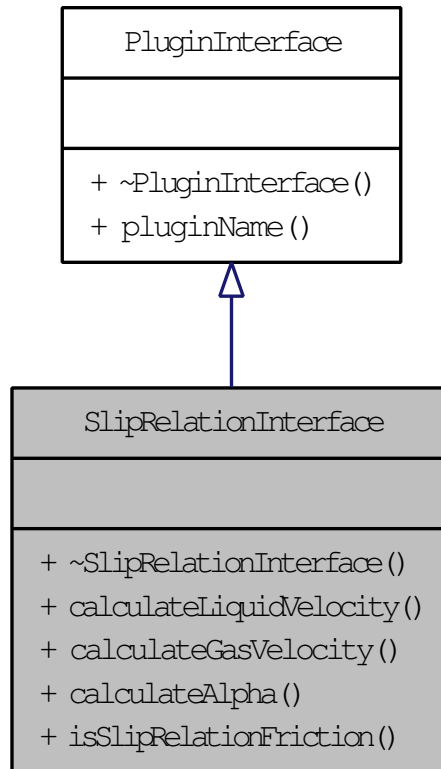 PluginInterface
+ ~PluginInterface()
+ pluginName()
SlipRelationInterface
+ ~SlipRelationInterface()
+ calculateLiquidVelocity()
+ calculateGasVelocity()
+ calculateAlpha()
+ isSlipRelationFriction()